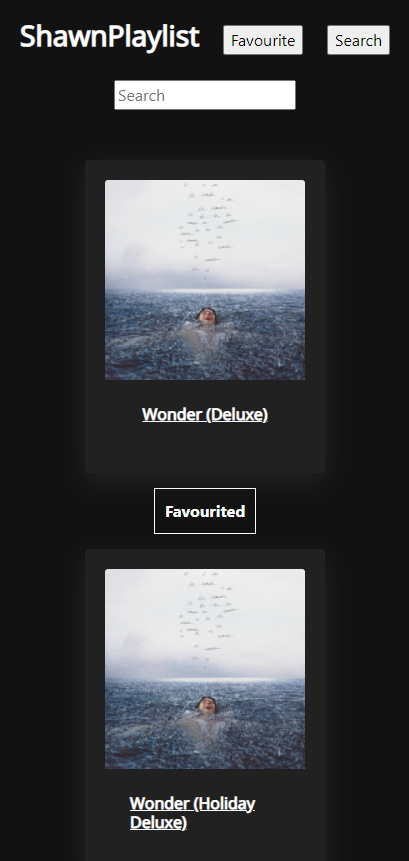 ShawnPlaylist Favourite Search
Search
Wonder (Deluxe)
Favourited
Wonder (Holiday
Deluxe)